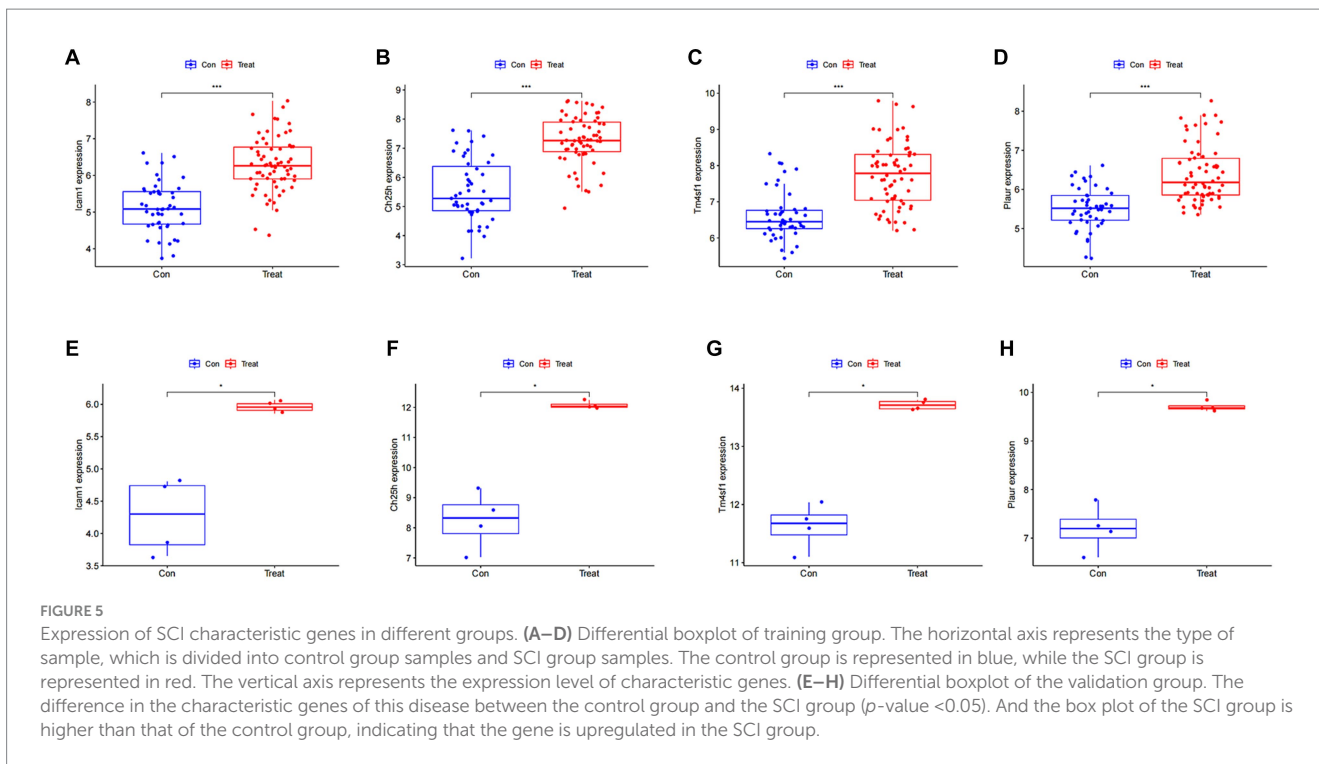 A
B
C
D
Con Treat
Con Treat
Con Treat
Con Treat
***
***
***
***
Icam1 expression
8
7
6
5
4
Con Treat
Ch25h expression
9
8
7
6
5
4
3
Con Treat
Tm4sf1 expression
10
9
8
7
6
Con Treat
Plaur expression
8
7
6
5
Con Treat
E
F
G
H
Con Treat
Con Treat
Con Treat
Con Treat
*
*
*
*
Icam1 expression
6.0
5.5
5.0
4.5
4.0
3.5
Con Treat
Ch25h expression
12
11
10
9
8
7
Con Treat
Tm4sf1 expression
14
13
12
11
Con Treat
Plaur expression
10
9
8
7
Con Treat
FIGURE 5
Expression of SCI characteristic genes in different groups. (A–D) Differential boxplot of training group. The horizontal axis represents the type of
sample, which is divided into control group samples and SCI group samples. The control group is represented in blue, while the SCI group is
represented in red. The vertical axis represents the expression level of characteristic genes. (E–H) Differential boxplot of the validation group. The
difference in the characteristic genes of this disease between the control group and the SCI group (p-value <0.05). And the box plot of the SCI group is
higher than that of the control group, indicating that the gene is upregulated in the SCI group.